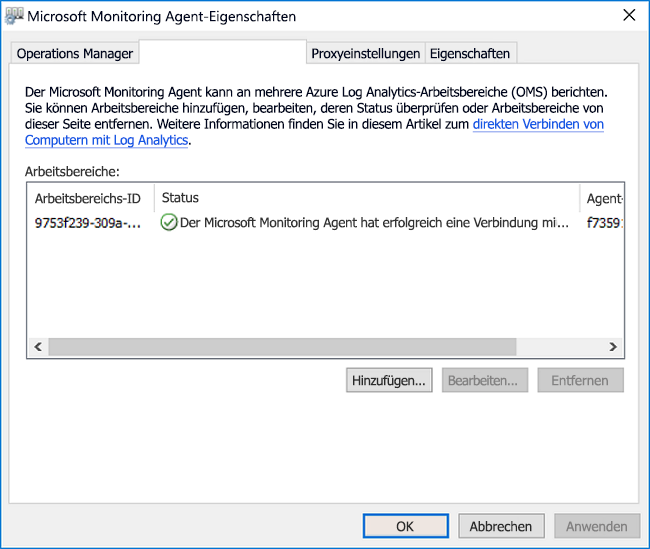 Microsoft Monitoring Agent-Eigenschaften
Operations Manager
Proxyeinstellungen
Eigenschaften
Der Microsoft Monitoring Agent kann an mehrere Azure Log Analytics-Arbeitsbereiche (OMS) berichten.
Sie können Arbeitsbereiche hinzufügen, bearbeiten, deren Status überprüfen oder Arbeitsbereiche von
dieser Seite entfernen. Weitere Informationen finden Sie in diesem Artikel zum direkten Verbinden von
Computern mit Log Analytics.
Arbeitsbereiche:
Arbeitsbereichs-ID Status Agent-
9753f239-309a-... Der Microsoft Monitoring Agent hat erfolgreich eine Verbindung mi... f7359:
Hinzufügen... Bearbeiten... Entfernen
OK Abbrechen Anwenden